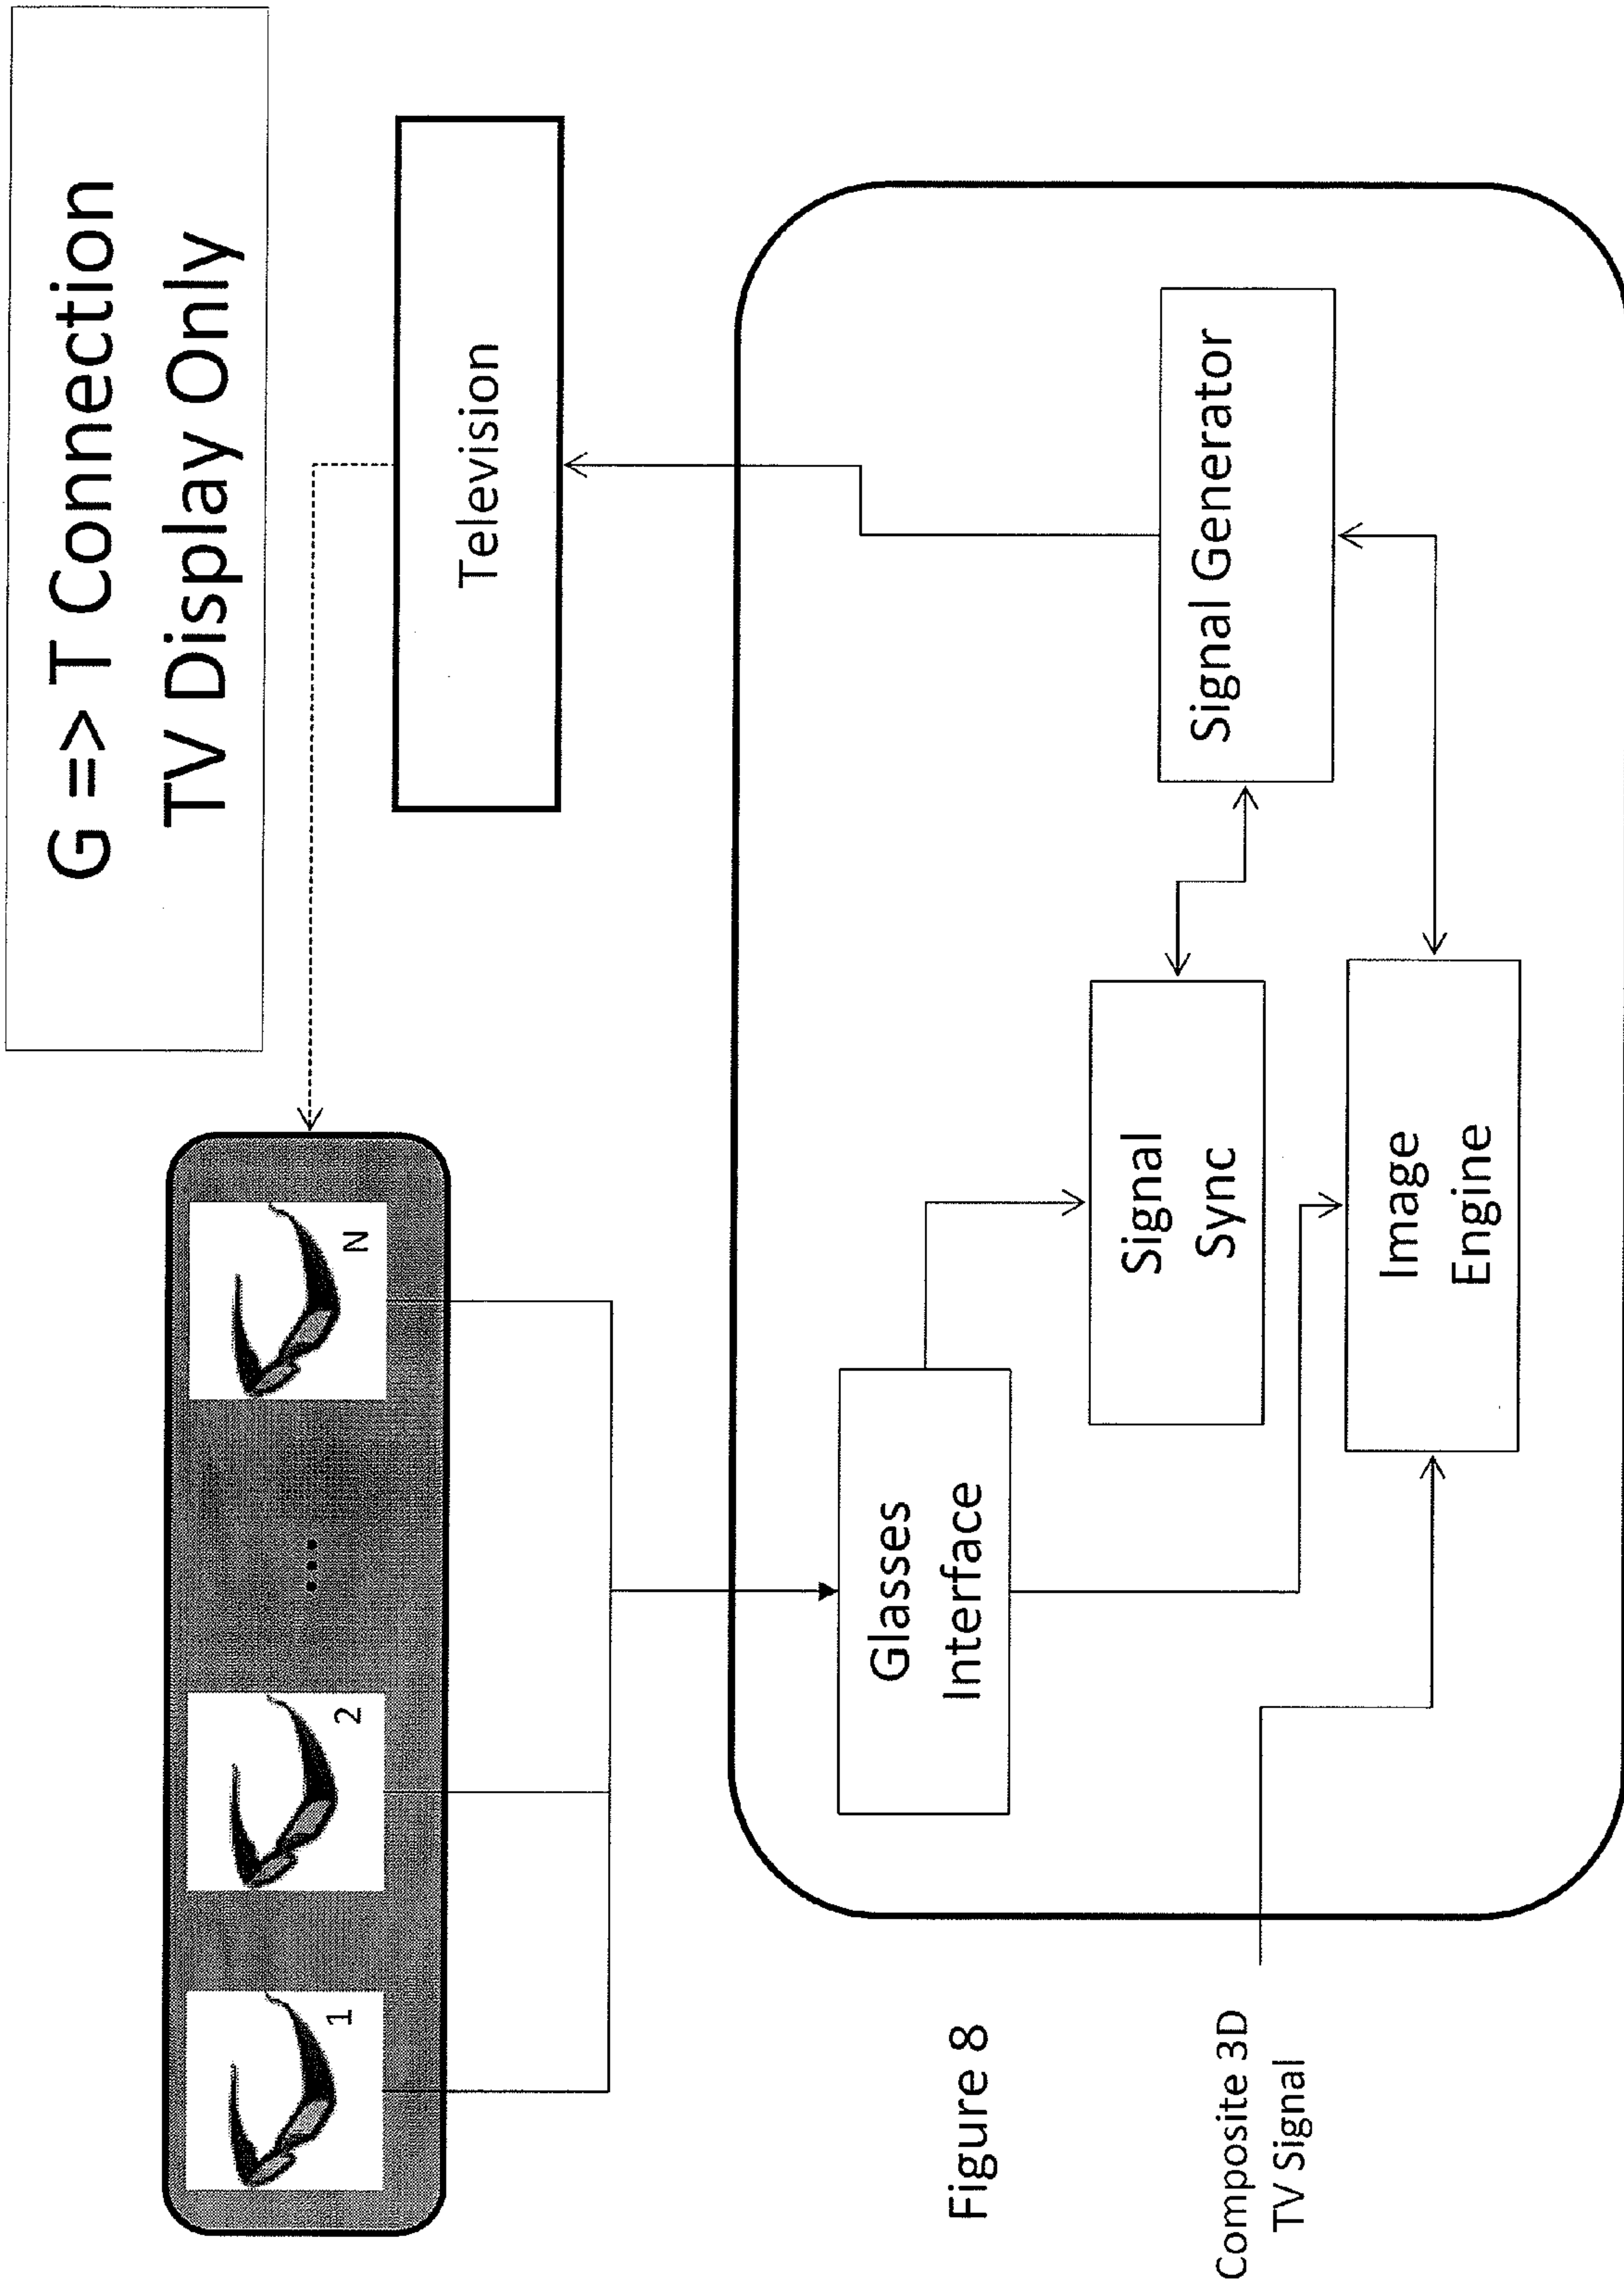 G => T Connection
TV Display Only
1
2
...
N
Television
Glasses
Interface
Signal
Sync
Signal Generator
Image
Engine
Figure 8
Composite 3D
TV Signal